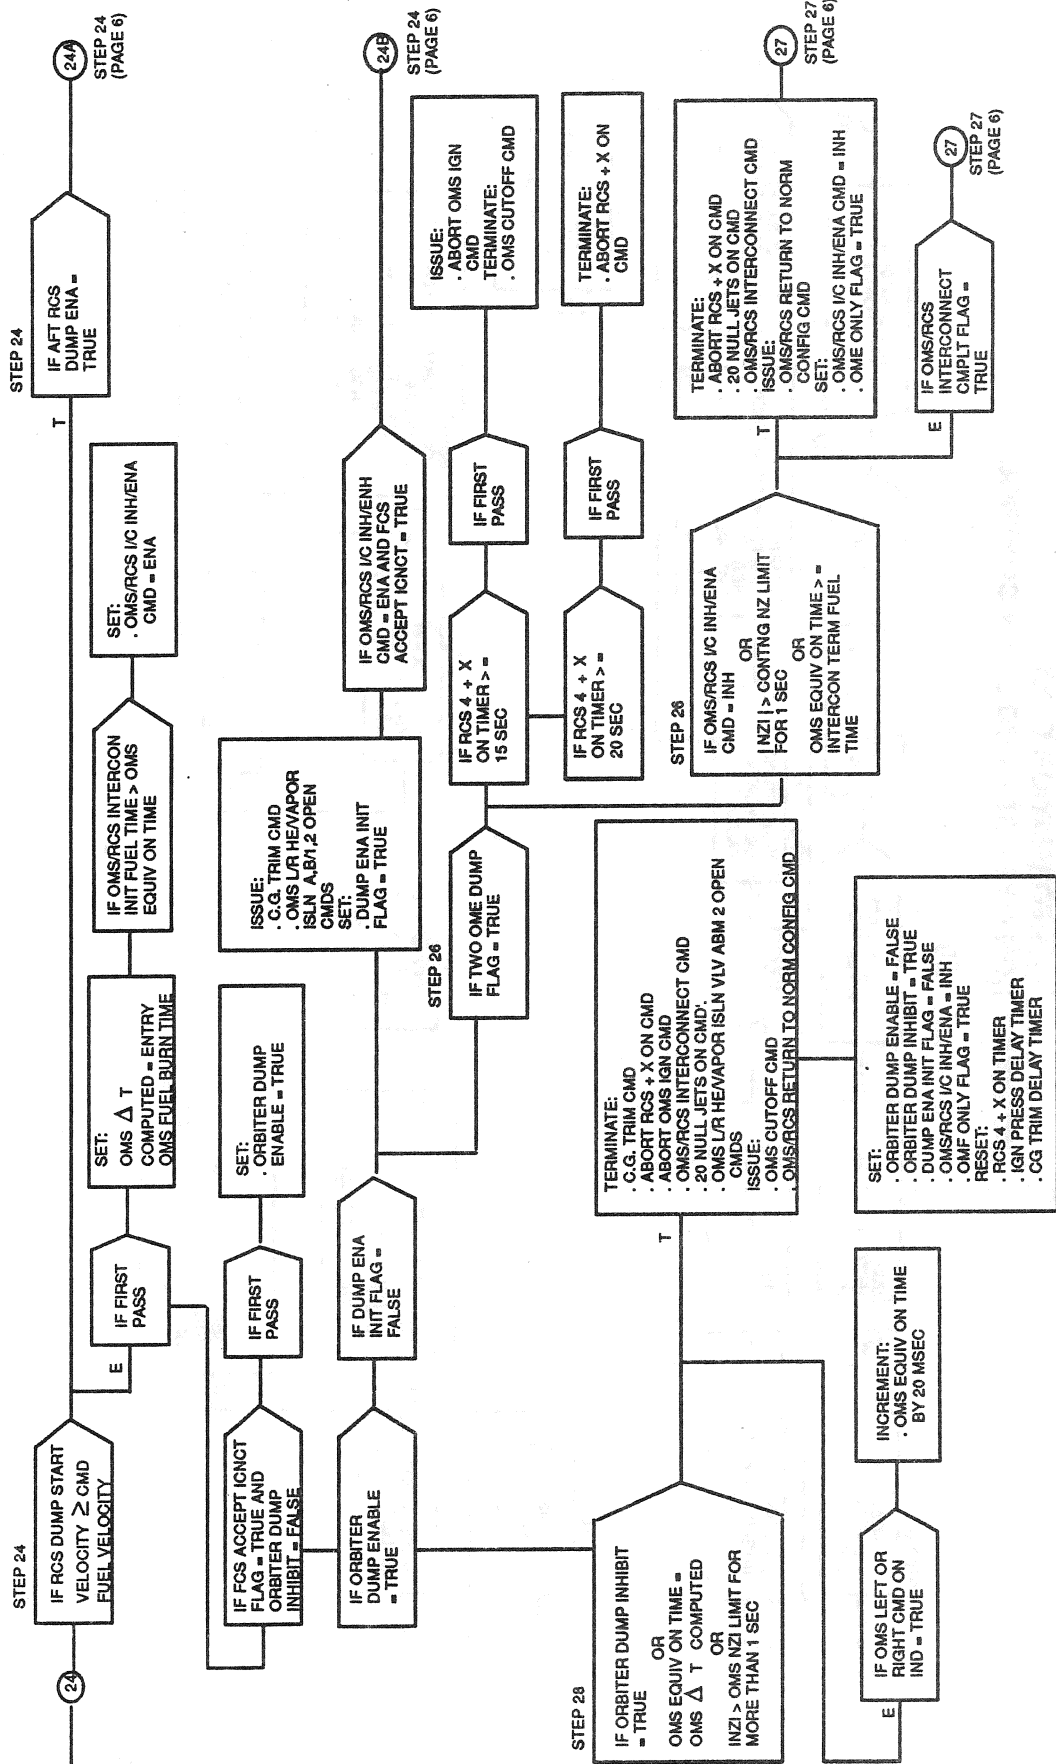 STEP 24
24
IF RCS DUMP START
VELOCITY ≥ CMD
FUEL VELOCITY
T
STEP 24
IF AFT RCS
DUMP ENA =
TRUE
24A
STEP 24
(PAGE 6)
E
IF FIRST
PASS
SET:
OMS Δ T
COMPUTED = ENTRY
OMS FUEL BURN TIME
IF OMS/RCS INTERCON
INIT FUEL TIME > OMS
EQUIV ON TIME
SET:
. OMS/RCS I/C INH/ENA
CMD = ENA
IF FCS ACCEPT ICNCT
FLAG = TRUE AND
ORBITER DUMP
INHIBIT = FALSE
IF FIRST
PASS
SET:
. ORBITER DUMP
ENABLE = TRUE
IF ORBITER
DUMP ENABLE
= TRUE
IF DUMP ENA
INIT FLAG =
FALSE
ISSUE:
. C.G. TRIM CMD
. OMS L/R HE/VAPOR
ISLN A,B/1,2 OPEN
CMDS
SET:
. DUMP ENA INIT
FLAG = TRUE
IF OMS/RCS I/C INH/ENH
CMD = ENA AND FCS
ACCEPT ICNCT = TRUE
24B
STEP 24
(PAGE 6)
STEP 26
IF TWO OME DUMP
FLAG = TRUE
IF RCS 4 + X
ON TIMER > =
15 SEC
IF FIRST
PASS
ISSUE:
. ABORT OMS IGN
CMD
TERMINATE:
. OMS CUTOFF CMD
IF RCS 4 + X
ON TIMER > =
20 SEC
IF FIRST
PASS
TERMINATE:
. ABORT RCS + X ON
CMD
STEP 26
IF OMS/RCS I/C INH/ENA
CMD = INH
OR
| NZI | > CONTNG NZ LIMIT
FOR 1 SEC
OR
OMS EQUIV ON TIME > =
INTERCON TERM FUEL
TIME
T
TERMINATE:
. ABORT RCS + X ON CMD
. 20 NULL JETS ON CMD
. OMS/RCS INTERCONNECT CMD
ISSUE:
. OMS/RCS RETURN TO NORM
CONFIG CMD
SET:
. OMS/RCS I/C INH/ENA CMD = INH
. OME ONLY FLAG = TRUE
27
STEP 27
(PAGE 6)
E
IF OMS/RCS
INTERCONNECT
CMPLT FLAG =
TRUE
27
STEP 27
(PAGE 6)
STEP 28
IF ORBITER DUMP INHIBIT
= TRUE
OR
OMS EQUIV ON TIME =
OMS Δ T COMPUTED
OR
INZI > OMS NZI LIMIT FOR
MORE THAN 1 SEC
T
TERMINATE:
. C.G. TRIM CMD
. ABORT RCS + X ON CMD
. ABORT OMS IGN CMD
. OMS/RCS INTERCONNECT CMD
. 20 NULL JETS ON CMD'.
. OMS L/R HE/VAPOR ISLN VLV ABM 2 OPEN
CMDS
ISSUE:
. OMS CUTOFF CMD
. OMS/RCS RETURN TO NORM CONFIG CMD
SET:
. ORBITER DUMP ENABLE = FALSE
. ORBITER DUMP INHIBIT = TRUE
. DUMP ENA INIT FLAG = FALSE
. OMS/RCS I/C INH/ENA = INH
. OMF ONLY FLAG = TRUE
RESET:
. RCS 4 + X ON TIMER
. IGN PRESS DELAY TIMER
. CG TRIM DELAY TIMER
E
IF OMS LEFT OR
RIGHT CMD ON
IND = TRUE
INCREMENT:
. OMS EQUIV ON TIME
BY 20 MSEC